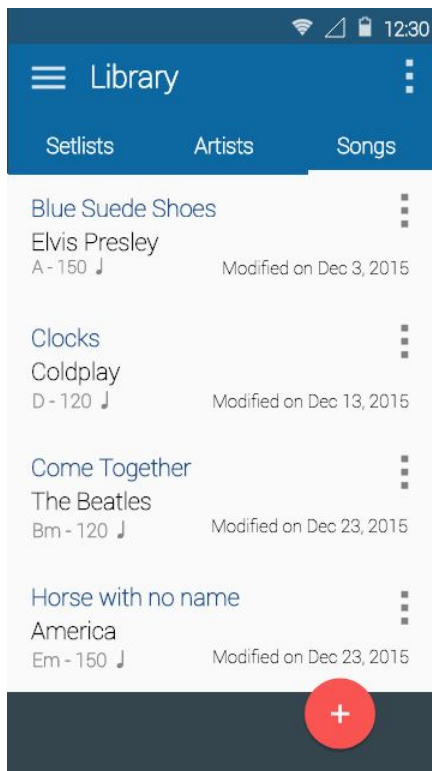 12:30
Library
Setlists Artists Songs
Blue Suede Shoes
Elvis Presley
A - 150 ♩ Modified on Dec 3, 2015
Clocks
Coldplay
D - 120 ♩ Modified on Dec 13, 2015
Come Together
The Beatles
Bm - 120 ♩ Modified on Dec 23, 2015
Horse with no name
America
Em - 150 ♩ Modified on Dec 23, 2015
+